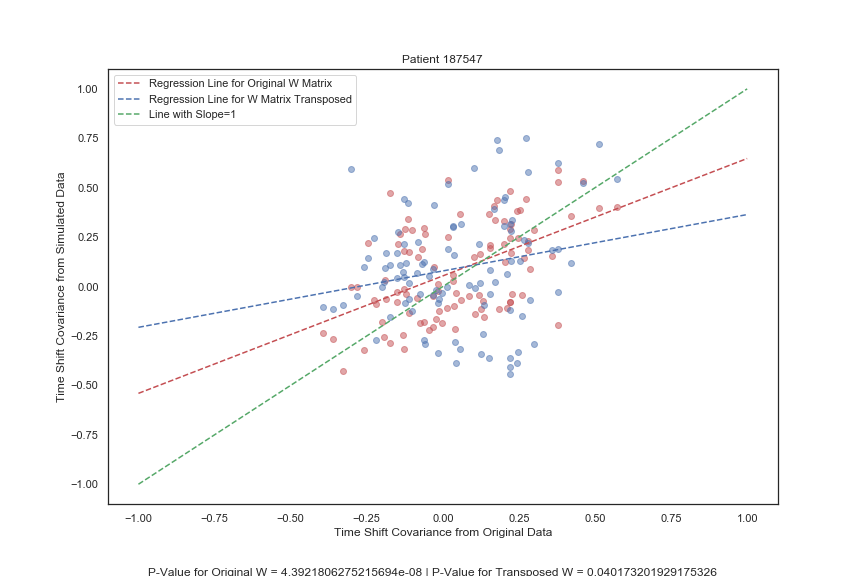 Patient 187547
Regression Line for Original W Matrix
Regression Line for W Matrix Transposed
Line with Slope=1
Time Shift Covariance from Simulated Data
1.00
0.75
0.50
0.25
0.00
−0.25
−0.50
−0.75
−1.00
−1.00 −0.75 −0.50 −0.25 0.00 0.25 0.50 0.75 1.00
Time Shift Covariance from Original Data
P-Value for Original W = 4.3921806275215694e-08 | P-Value for Transposed W = 0.040173201929175326